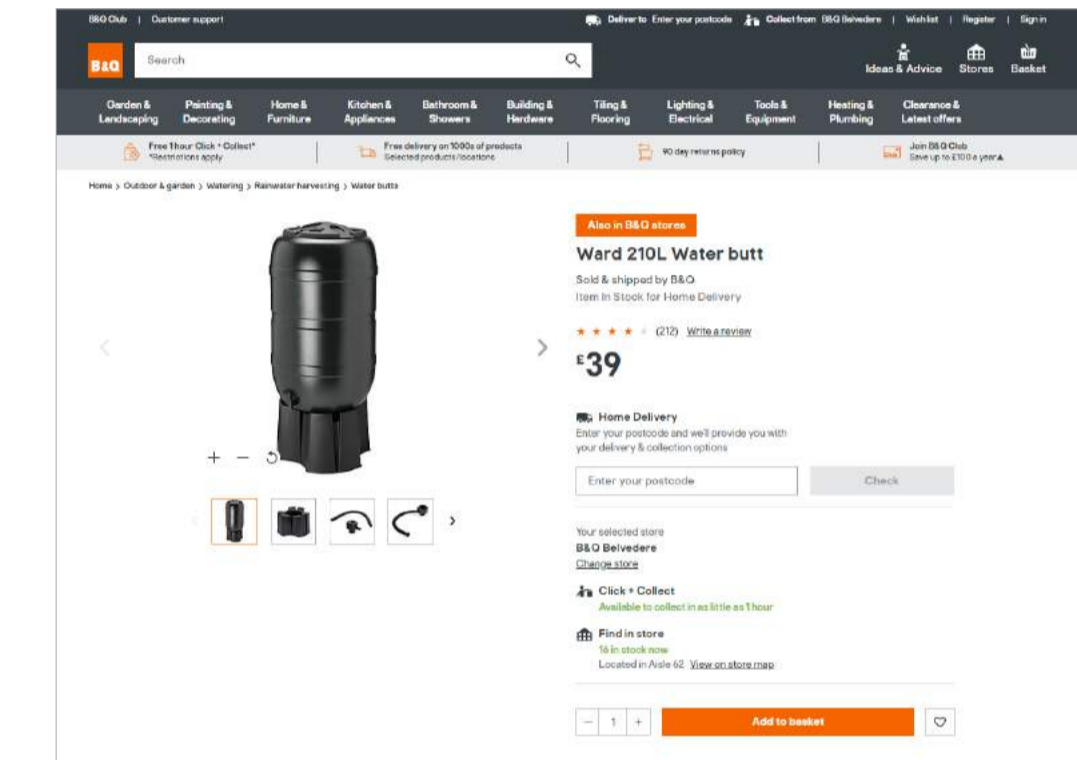 B&Q Club | Customer support
Deliver to Enter your postcode Collect from B&Q Belvedere | Wishlist | Register | Sign in
B&Q
Search
Ideas & Advice Stores Basket
Garden & Landscaping
Painting & Decorating
Home & Furniture
Kitchen & Appliances
Bathroom & Showers
Building & Hardware
Tiling & Flooring
Lighting & Electrical
Tools & Equipment
Heating & Plumbing
Clearance & Latest offers
Free 1 hour Click + Collect*
*Restrictions apply
Free delivery on 1000s of products
Selected products/locations
90 day returns policy
Join B&Q Club
Save up to £100 a year▲
Home > Outdoor & garden > Watering > Rainwater harvesting > Water butts
Also in B&Q stores
Ward 210L Water butt
Sold & shipped by B&Q
Item In Stock for Home Delivery
(212) Write a review
£39
Home Delivery
Enter your postcode and we'll provide you with
your delivery & collection options
Enter your postcode
Check
Your selected store
B&Q Belvedere
Change store
Click + Collect
Available to collect in as little as 1 hour
Find in store
16 in stock now
Located in Aisle 62 View on store map
− 1 +
Add to basket